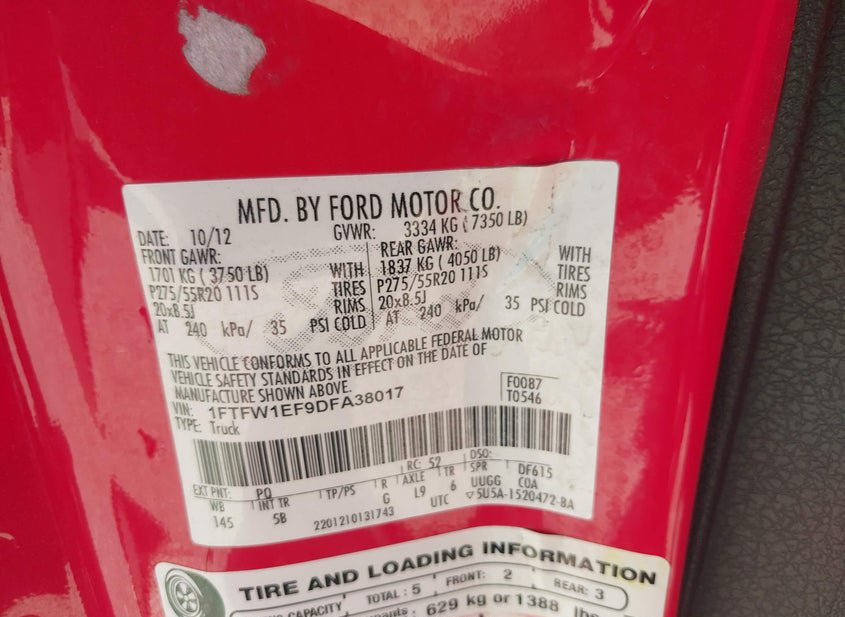 MFD. BY FORD MOTOR CO.
DATE: 10/12 GVWR: 3334 KG ( 7350 LB)
FRONT GAWR: REAR GAWR:
1701 KG ( 3750 LB) WITH 1837 KG ( 4050 LB) WITH
P275/55R20 111S TIRES P275/55R20 111S TIRES
20x8.5J RIMS 20x8.5J RIMS
AT 240 kPa/ 35 PSI COLD AT 240 kPa/ 35 PSI COLD
THIS VEHICLE CONFORMS TO ALL APPLICABLE FEDERAL MOTOR
VEHICLE SAFETY STANDARDS IN EFFECT ON THE DATE OF
MANUFACTURE SHOWN ABOVE.
VIN: 1FTFW1EF9DFA38017 F0087
TYPE: Truck T0546
EXT PNT: PQ RC: 52 DSO:
WB INT TR TP/PS R AXLE TR SPR DF615
145 5B G L9 6 UUGG COA
2201210131743 UTC ▽5U5A-1520472-BA
TIRE AND LOADING INFORMATION
CAPACITY TOTAL : 5 FRONT: 2 REAR: 3
629 kg or 1388 lbs